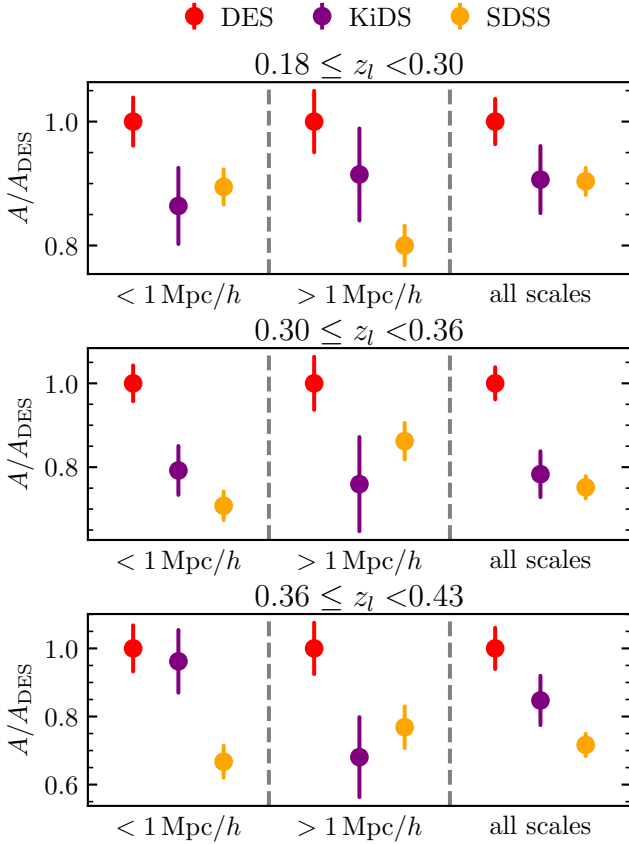 DES KiDS SDSS
0.18 ≤ z_l <0.30
A/A_DES
1.0
0.8
< 1 Mpc/h > 1 Mpc/h all scales
0.30 ≤ z_l <0.36
A/A_DES
1.0
0.8
< 1 Mpc/h > 1 Mpc/h all scales
0.36 ≤ z_l <0.43
A/A_DES
1.0
0.8
0.6
< 1 Mpc/h > 1 Mpc/h all scales